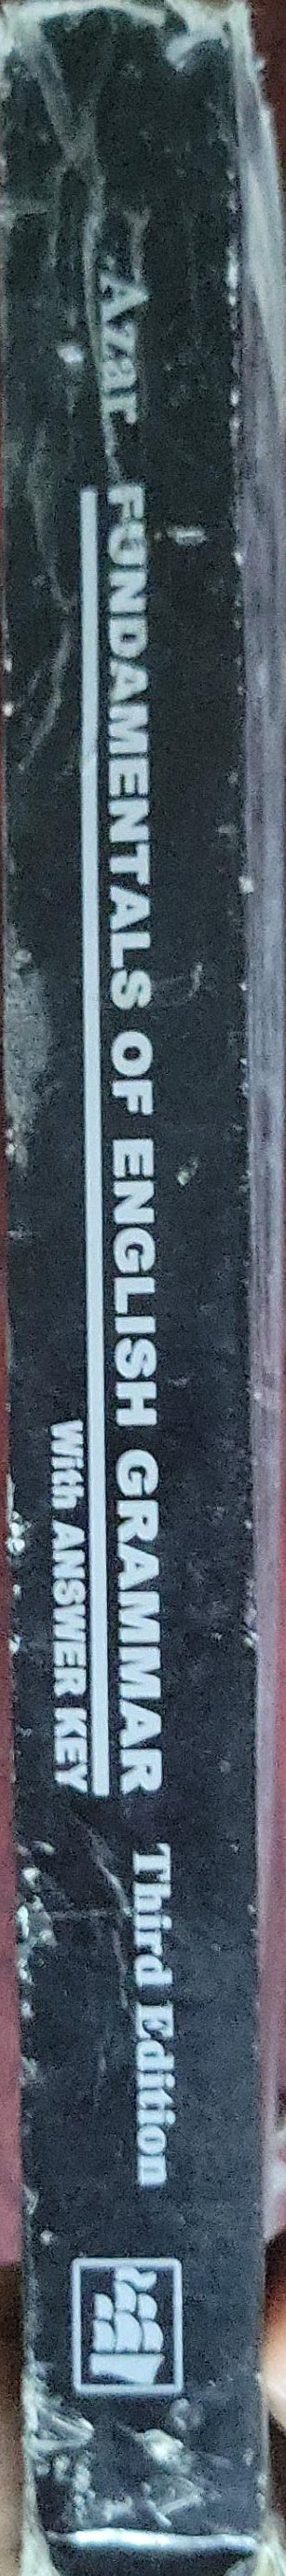 Azar FUNDAMENTALS OF ENGLISH GRAMMAR Third Edition
With ANSWER KEY